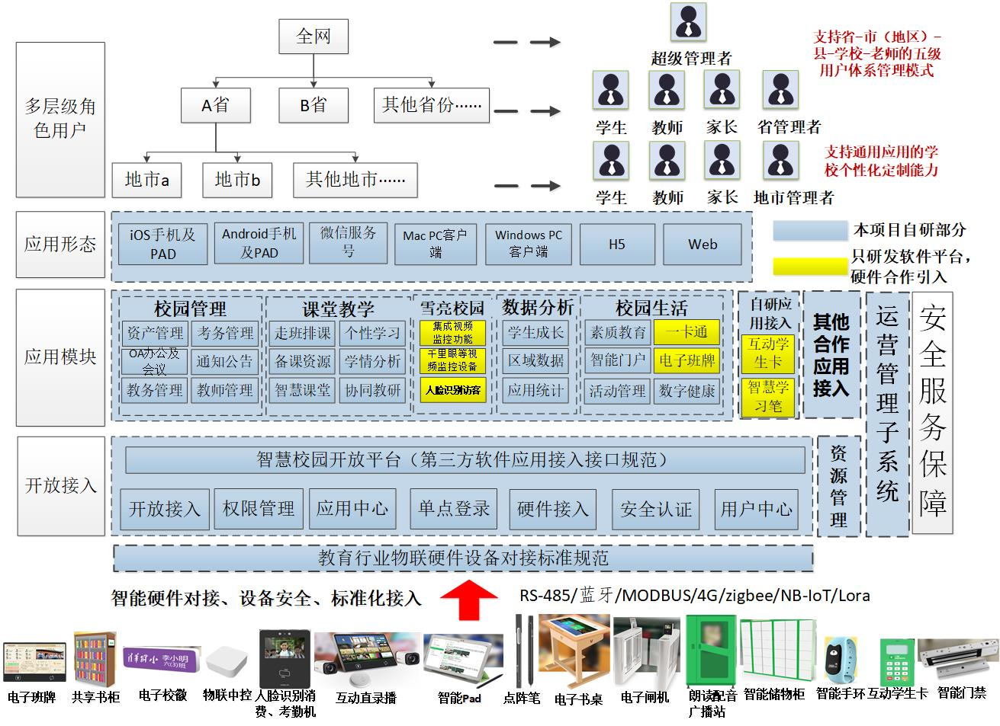 全网
超级管理者
支持省-市（地区）-
县-学校-老师的五级
用户体系管理模式
多层级角
色用户
A省
B省
其他省份……
学生
教师
家长
省管理者
地市a
地市b
其他地市……
支持通用应用的学
校个性化定制能力
学生
教师
家长
地市管理者
应用形态
iOS手机及
PAD
Android手机
及PAD
微信服务
号
Mac PC客户
端
Windows PC
客户端
H5
Web
本项目自研部分
只研发软件平台，
硬件合作引入
应用模块
校园管理
资产管理
考务管理
OA办公及
会议
通知公告
教务管理
教师管理
课堂教学
走班排课
个性学习
备课资源
学情分析
智慧课堂
协同教研
雪亮校园
集成视频
监控功能
千里眼等视
频监控设备
人脸识别访客
数据分析
学生成长
区域数据
应用统计
校园生活
素质教育
一卡通
智能门户
电子班牌
活动管理
数字健康
自研应
用接入
互动学
生卡
智慧学
习笔
其他
合作
应用
接入
运营管理子系统
安全服务保障
开放接入
智慧校园开放平台（第三方软件应用接入接口规范）
开放接入
权限管理
应用中心
单点登录
硬件接入
安全认证
用户中心
资源管理
教育行业物联硬件设备对接标准规范
智能硬件对接、设备安全、标准化接入
RS-485/蓝牙/MODBUS/4G/zigbee/NB-IoT/Lora
李小明
六(3)班
电子班牌
共享书柜
电子校徽
物联中控
人脸识别消
费、考勤机
互动直录播
智能Pad
点阵笔
电子书桌
电子闸机
朗读配音
广播站
智能储物柜
智能手环
互动学生卡
智能门禁